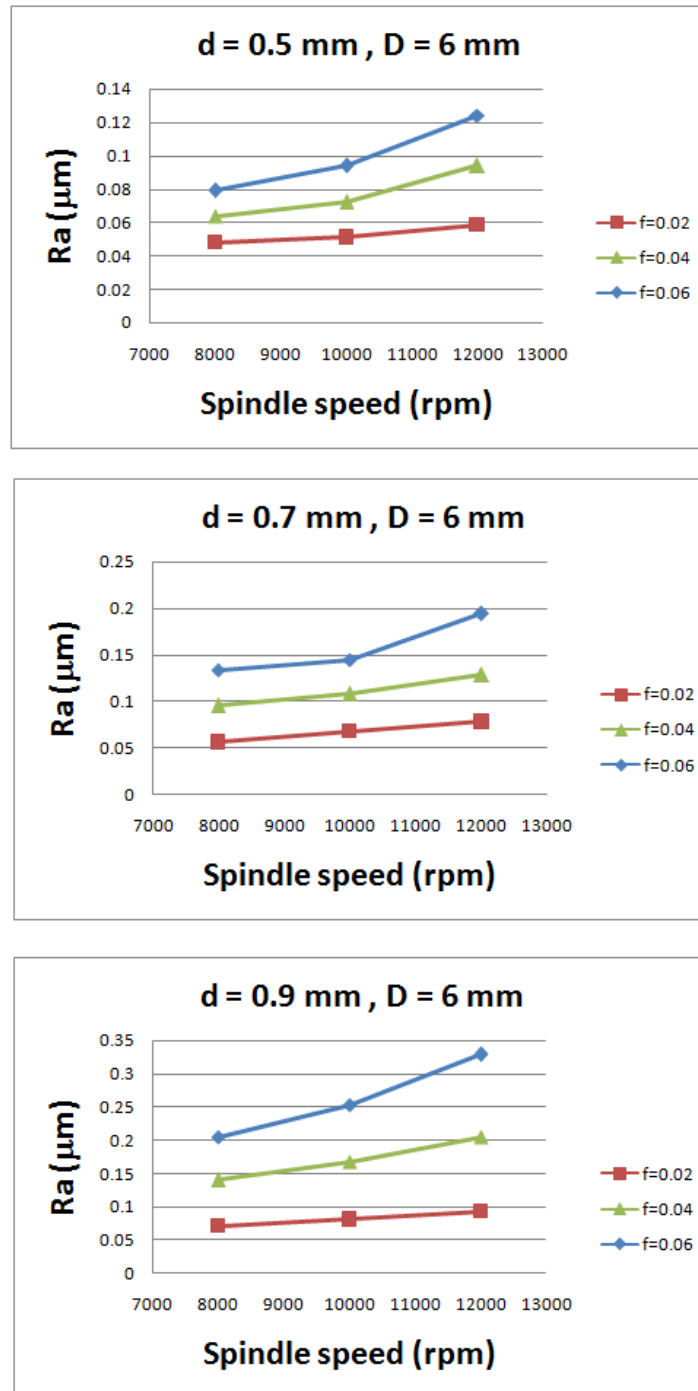 d = 0.5 mm , D = 6 mm
Ra (μm)
0.14
0.12
0.1
0.08
0.06
0.04
0.02
0
7000 8000 9000 10000 11000 12000 13000
Spindle speed (rpm)
f=0.02
f=0.04
f=0.06
d = 0.7 mm , D = 6 mm
Ra (μm)
0.25
0.2
0.15
0.1
0.05
0
7000 8000 9000 10000 11000 12000 13000
Spindle speed (rpm)
f=0.02
f=0.04
f=0.06
d = 0.9 mm , D = 6 mm
Ra (μm)
0.35
0.3
0.25
0.2
0.15
0.1
0.05
0
7000 8000 9000 10000 11000 12000 13000
Spindle speed (rpm)
f=0.02
f=0.04
f=0.06